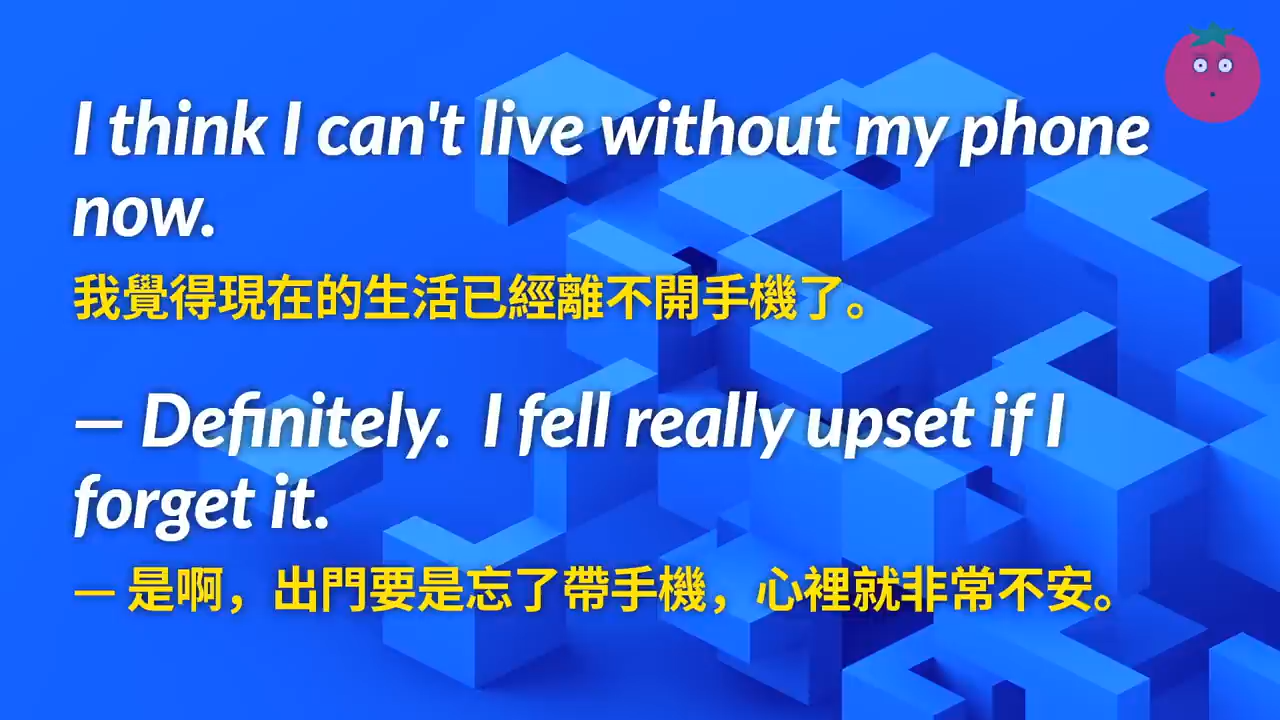 I think I can't live without my phone
now.
我覺得現在的生活已經離不開手機了。
— Definitely.  I fell really upset if I
forget it.
— 是啊，出門要是忘了帶手機，心裡就非常不安。